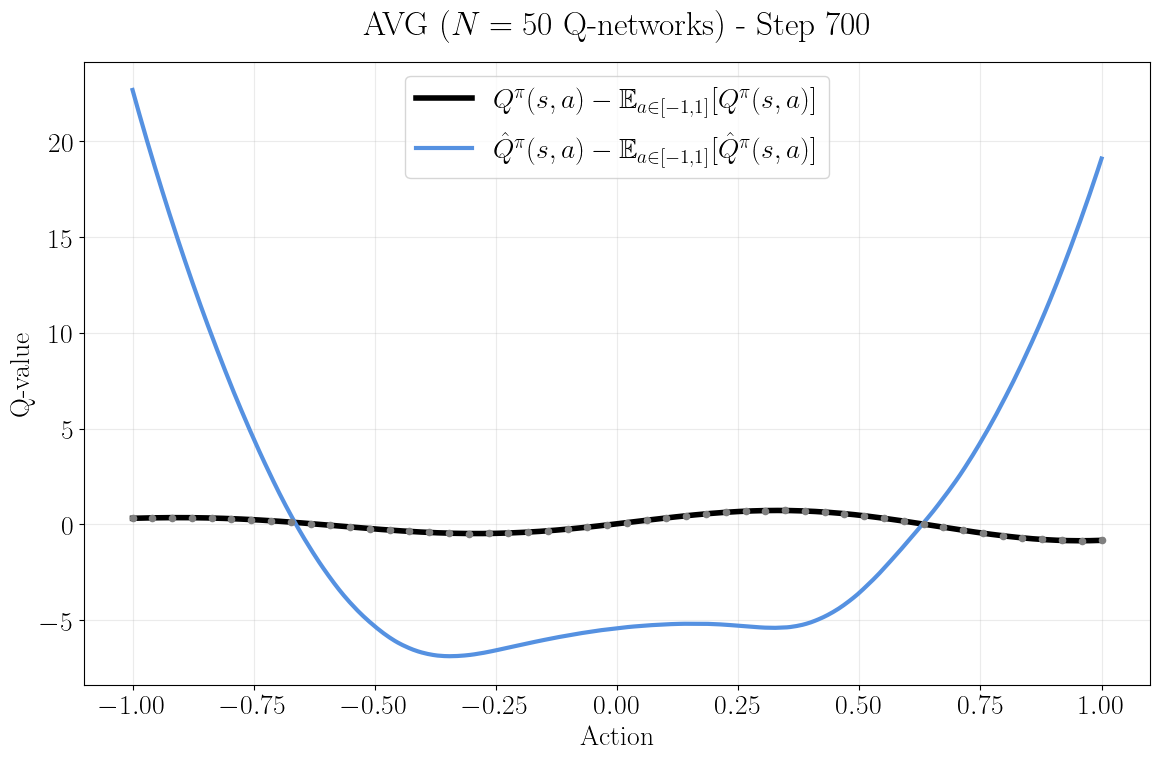 AVG (N = 50 Q-networks) - Step 700
Q^π(s, a) − 𝔼_{a∈[−1,1]}[Q^π(s, a)]
Q̂^π(s, a) − 𝔼_{a∈[−1,1]}[Q̂^π(s, a)]
Q-value
20
15
10
5
0
−5
−1.00 −0.75 −0.50 −0.25 0.00 0.25 0.50 0.75 1.00
Action